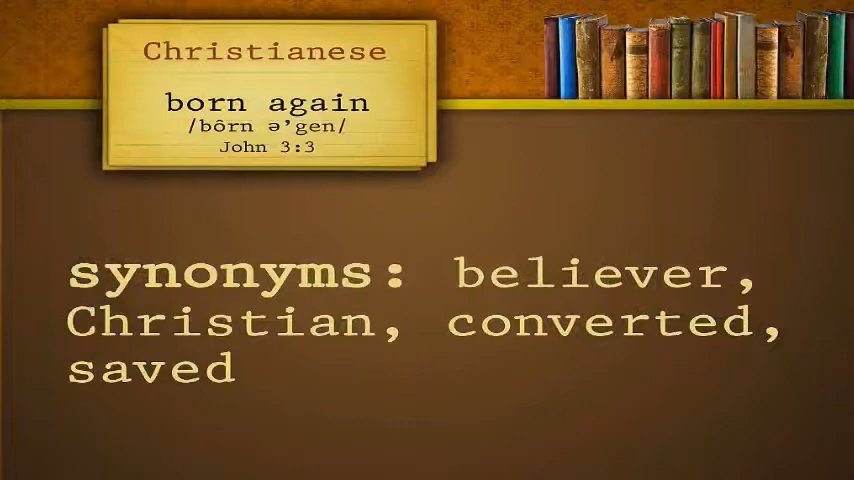 Christianese
born again
/bôrn ə’gen/
John 3:3
synonyms: believer,
Christian, converted,
saved